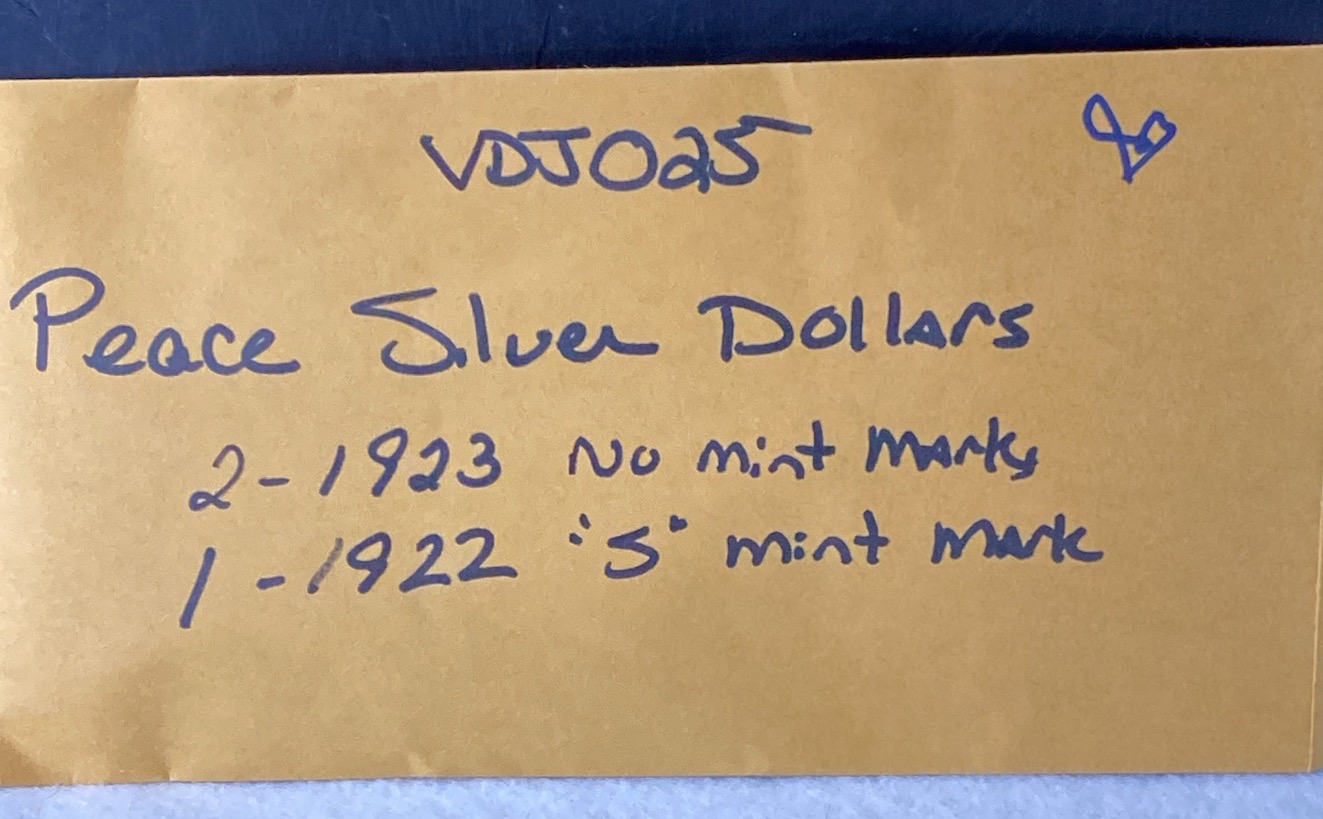 VDJ025
Peace Silver Dollars
2-1923 No mint marks
1-1922 "S" mint mark